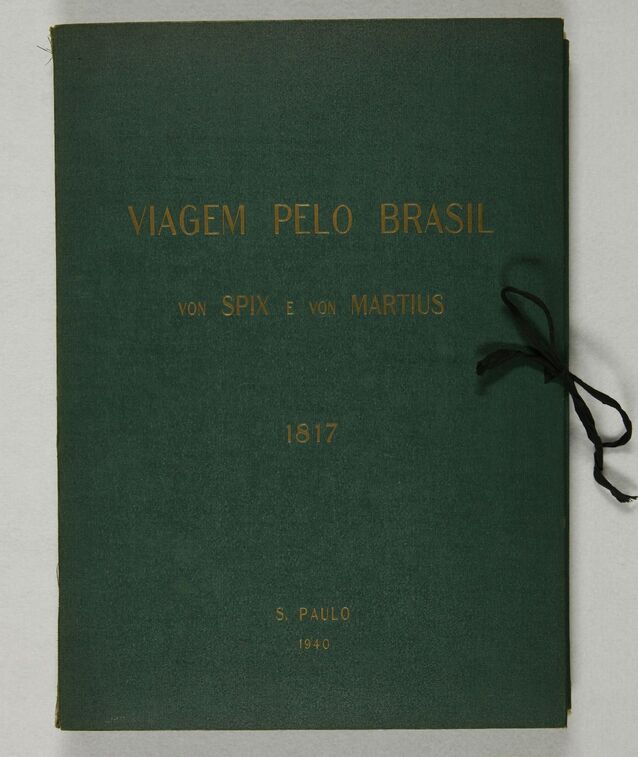 VIAGEM PELO BRASIL
VON SPIX E VON MARTIUS
1817
S. PAULO
1940